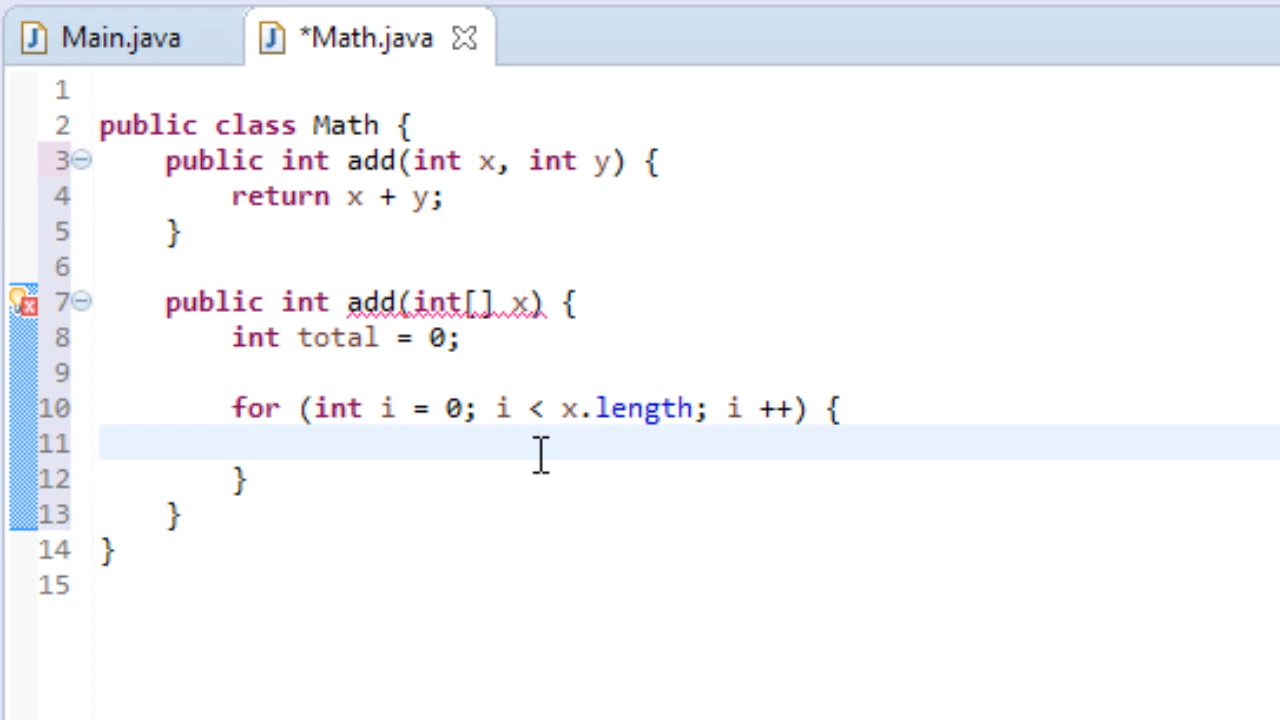 Main.java
*Math.java
1
2 public class Math {
3 public int add(int x, int y) {
4 return x + y;
5 }
6
7 public int add(int[] x) {
8 int total = 0;
9
10 for (int i = 0; i < x.length; i ++) {
11
12 }
13 }
14 }
15